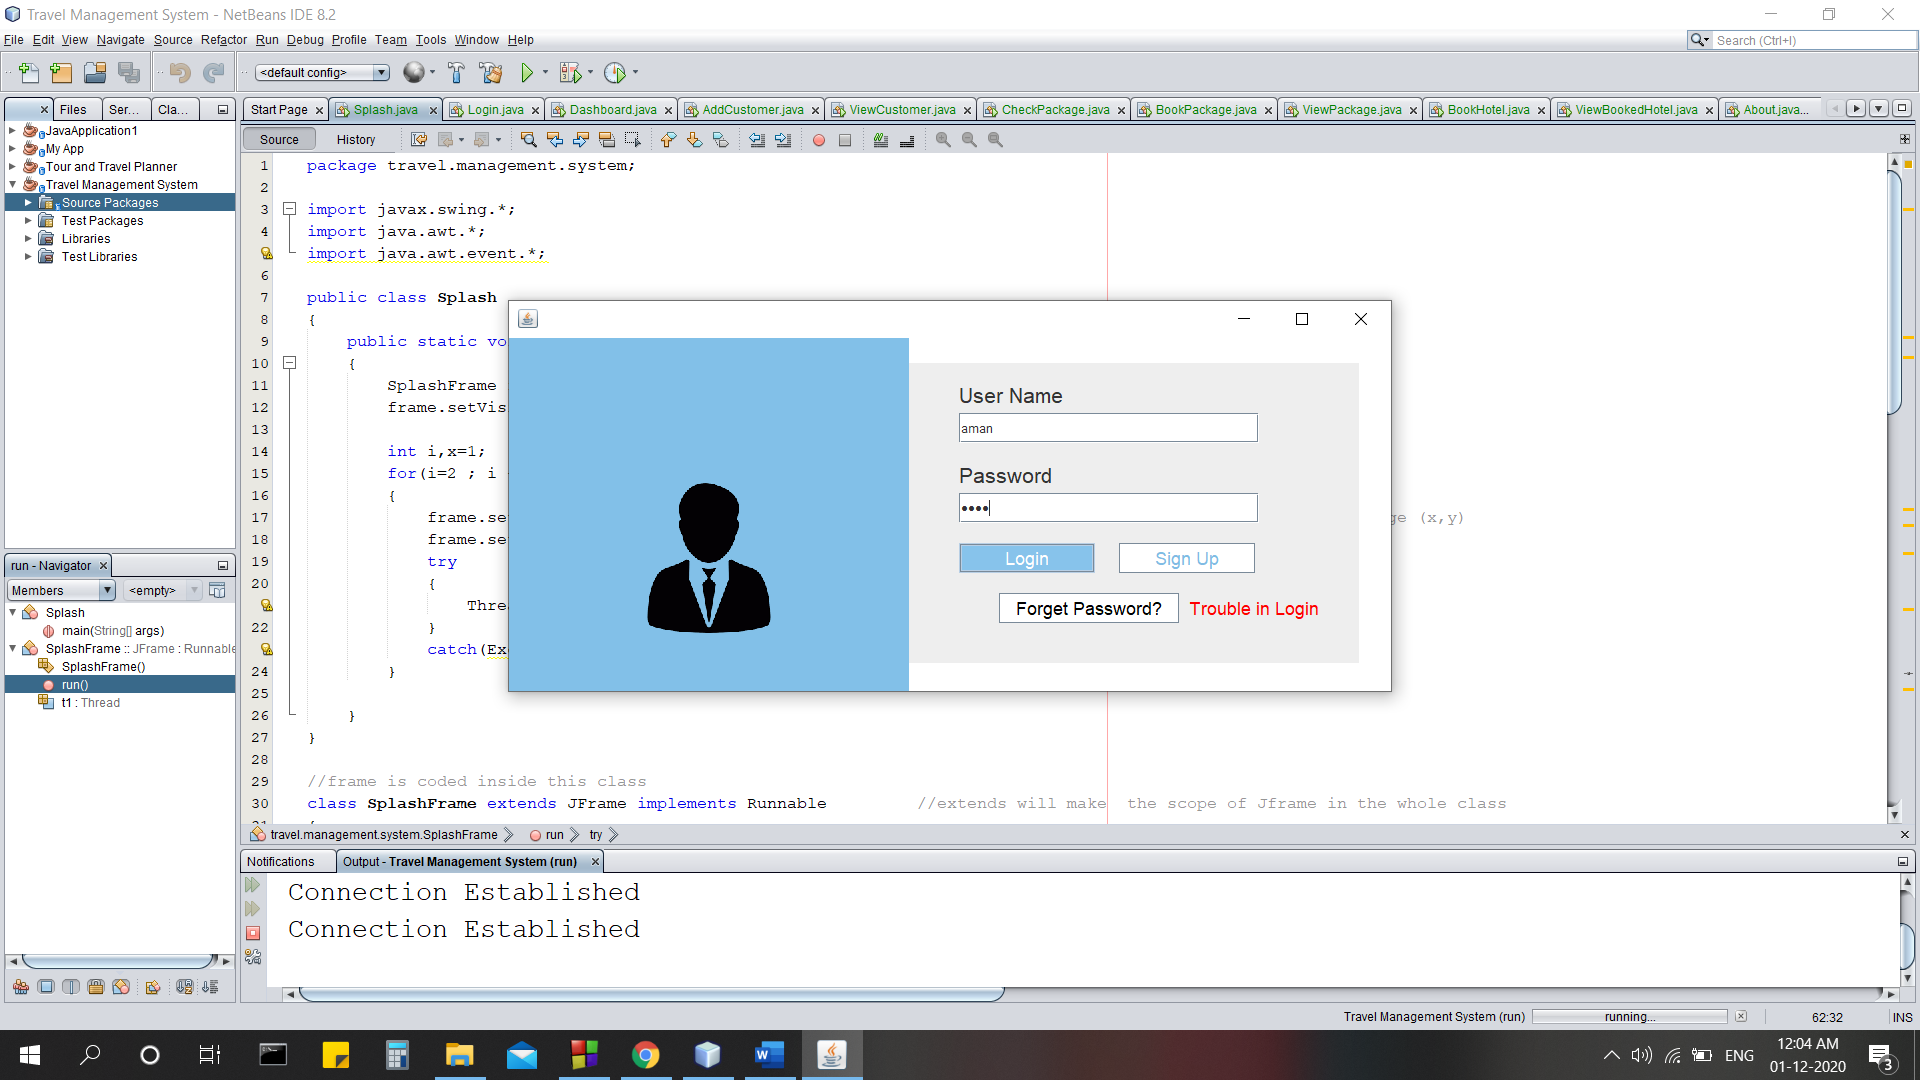 Travel Management System - NetBeans IDE 8.2
File Edit View Navigate Source Refactor Run Debug Profile Team Tools Window Help
Search (Ctrl+I)
<default config>
Files Ser... Cla...
Start Page Splash.java Login.java Dashboard.java AddCustomer.java ViewCustomer.java CheckPackage.java BookPackage.java ViewPackage.java BookHotel.java ViewBookedHotel.java About.java...
Source History
JavaApplication1
My App
Tour and Travel Planner
Travel Management System
Source Packages
Test Packages
Libraries
Test Libraries
1 package travel.management.system;
2
3 import javax.swing.*;
4 import java.awt.*;
import java.awt.event.*;
6
7 public class Splash
8 {
9 public static vo
10 {
11 SplashFrame
12 frame.setVis
13
14 int i,x=1;
15 for(i=2 ; i
16 {
17 frame.se ge (x,y)
18 frame.se
19 try
20 {
Thre
22 }
catch(Ex
24 }
25
26 }
27 }
28
29 //frame is coded inside this class
30 class SplashFrame extends JFrame implements Runnable //extends will make the scope of Jframe in the whole class
User Name
aman
Password
••••
Login Sign Up
Forget Password? Trouble in Login
run - Navigator
Members <empty>
Splash
main(String[] args)
SplashFrame :: JFrame : Runnable
SplashFrame()
run()
t1 : Thread
travel.management.system.SplashFrame run try
Notifications Output - Travel Management System (run)
Connection Established
Connection Established
Travel Management System (run) running... 62:32 INS
ENG
12:04 AM
01-12-2020
3